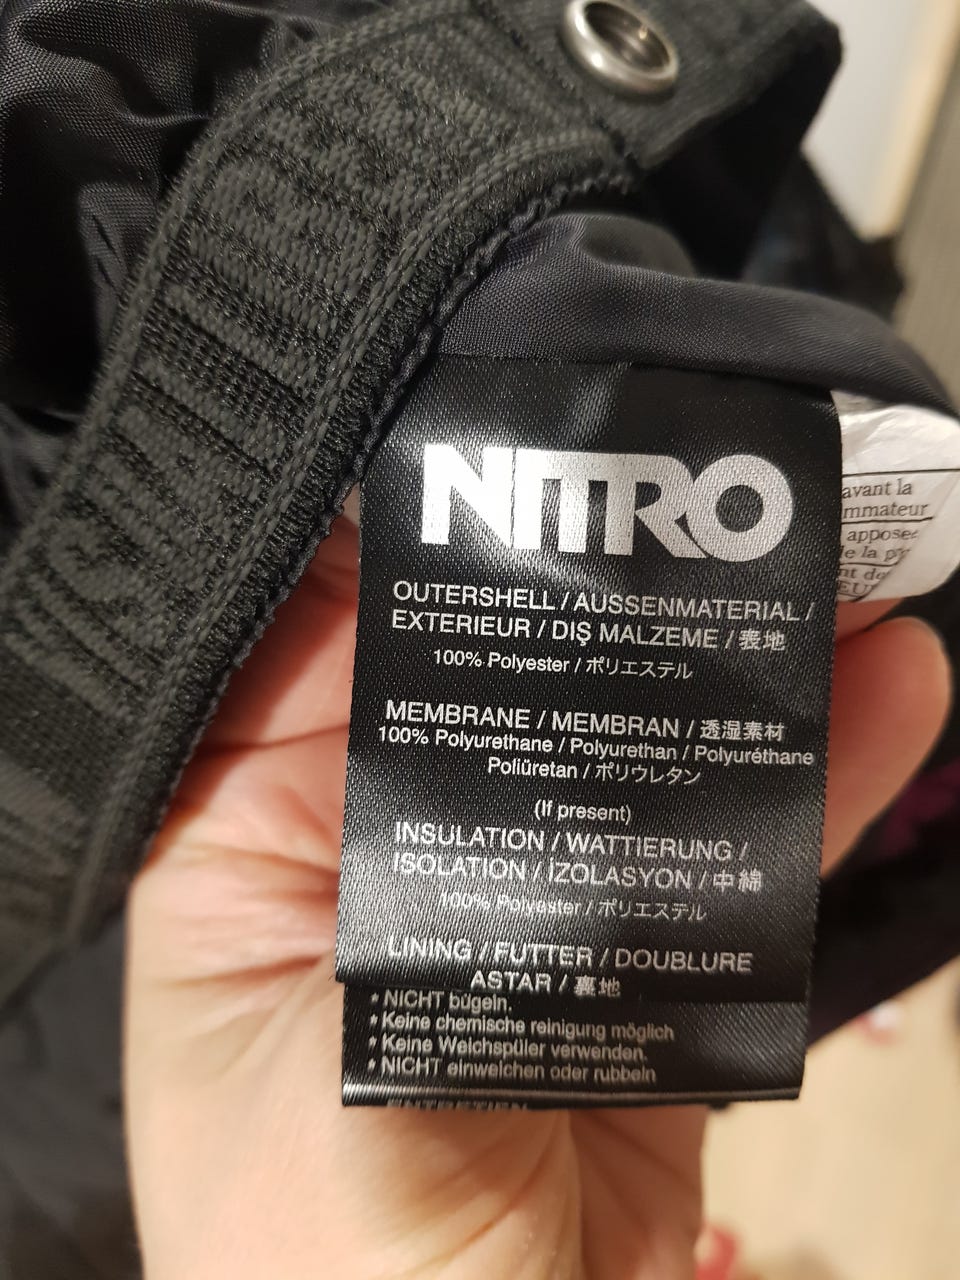 NITRO
OUTERSHELL / AUSSENMATERIAL /
EXTERIEUR / DIŞ MALZEME / 表地
100% Polyester / ポリエステル
MEMBRANE / MEMBRAN / 透湿素材
100% Polyurethane / Polyurethan / Polyuréthane
Poliüretan / ポリウレタン
(If present)
INSULATION / WATTIERUNG /
ISOLATION / İZOLASYON / 中綿
100% Polyester / ポリエステル
LINING / FUTTER / DOUBLURE
ASTAR / 裏地
* NICHT bügeln.
* Keine chemische reinigung möglich
* Keine Weichspüler verwenden.
* NICHT einweichen oder rubbeln
ENTRETIEN
avant la
mmateur
apposée
de la